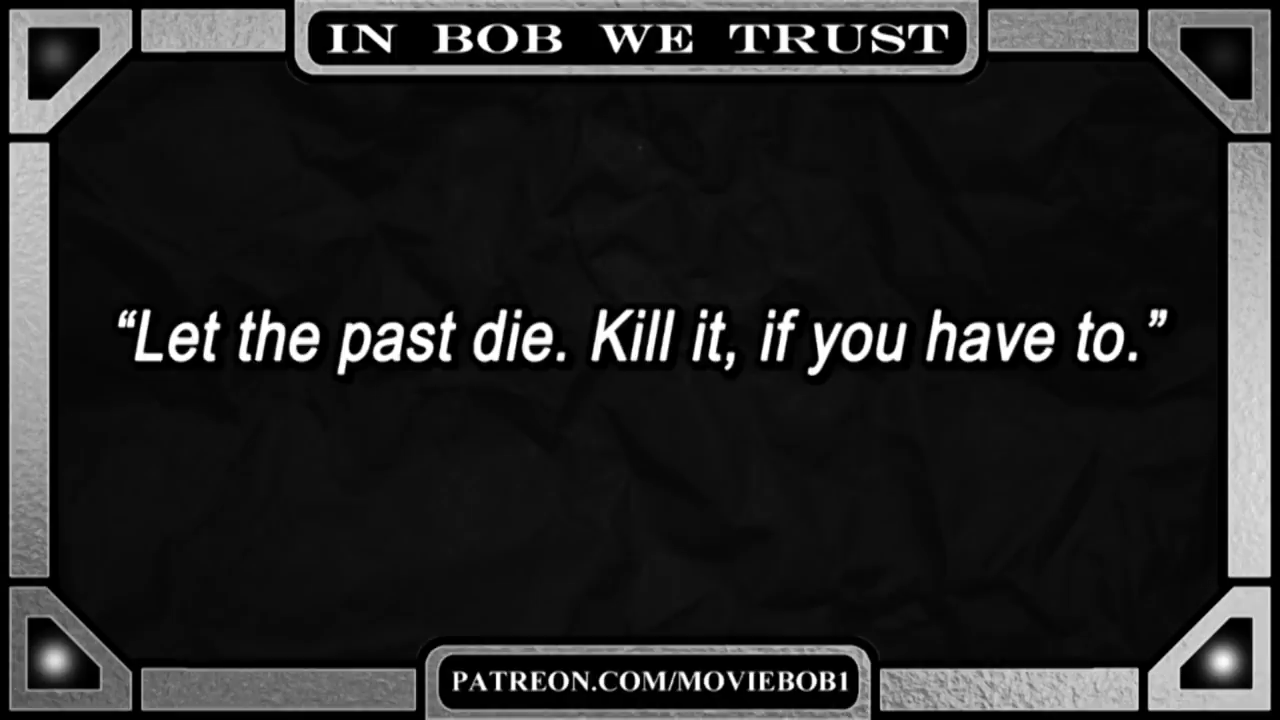 IN BOB WE TRUST
“Let the past die. Kill it, if you have to.”
PATREON.COM/MOVIEBOB1